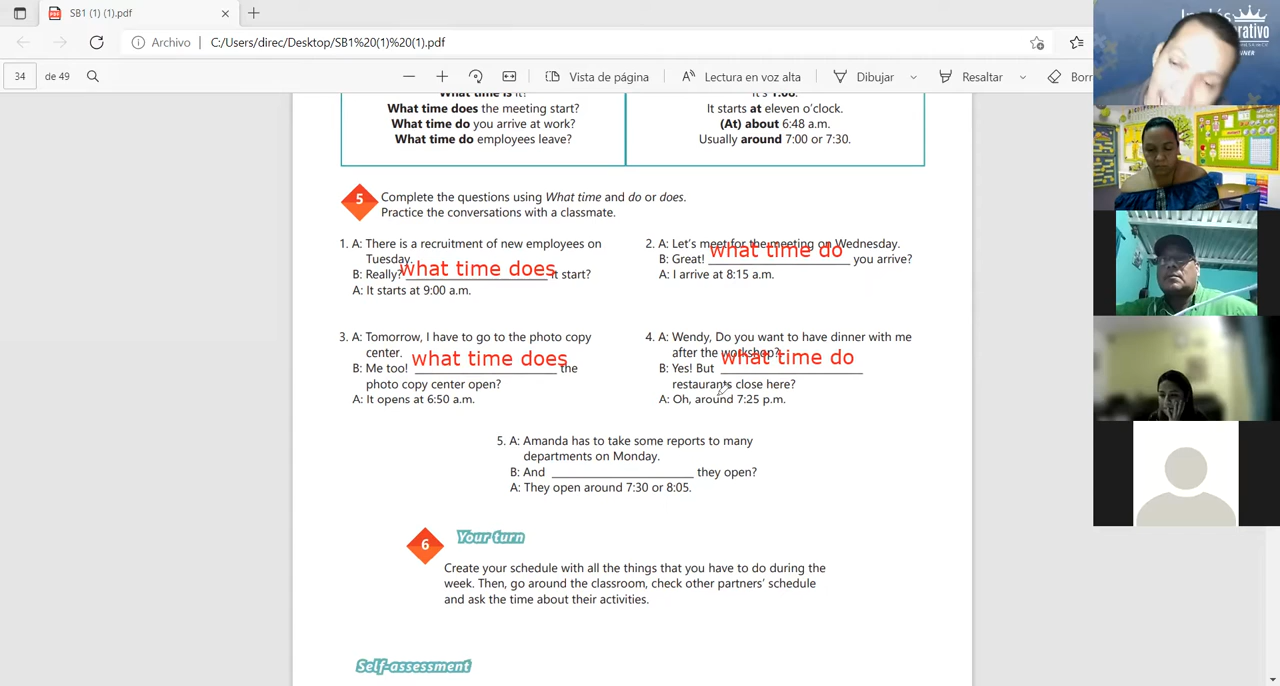 SB1 (1) (1).pdf
Archivo
C:/Users/direc/Desktop/SB1%20(1)%20(1).pdf
34
de 49
Vista de página
Lectura en voz alta
Dibujar
Resaltar
Borr
What time is it?
It's 1:00.
What time does the meeting start?
It starts at eleven o'clock.
What time do you arrive at work?
(At) about 6:48 a.m.
What time do employees leave?
Usually around 7:00 or 7:30.
5
Complete the questions using What time and do or does.
Practice the conversations with a classmate.
1. A: There is a recruitment of new employees on
Tuesday.
B: Really? what time does it start?
A: It starts at 9:00 a.m.
2. A: Let's meet for the meeting on Wednesday.
B: Great! what time do you arrive?
A: I arrive at 8:15 a.m.
3. A: Tomorrow, I have to go to the photo copy
center.
B: Me too! what time does the
photo copy center open?
A: It opens at 6:50 a.m.
4. A: Wendy, Do you want to have dinner with me
after the workshop?
B: Yes! But what time do
restaurants close here?
A: Oh, around 7:25 p.m.
5. A: Amanda has to take some reports to many
departments on Monday.
B: And ____________________ they open?
A: They open around 7:30 or 8:05.
6
Your turn
Create your schedule with all the things that you have to do during the
week. Then, go around the classroom, check other partners' schedule
and ask the time about their activities.
Self-assessment